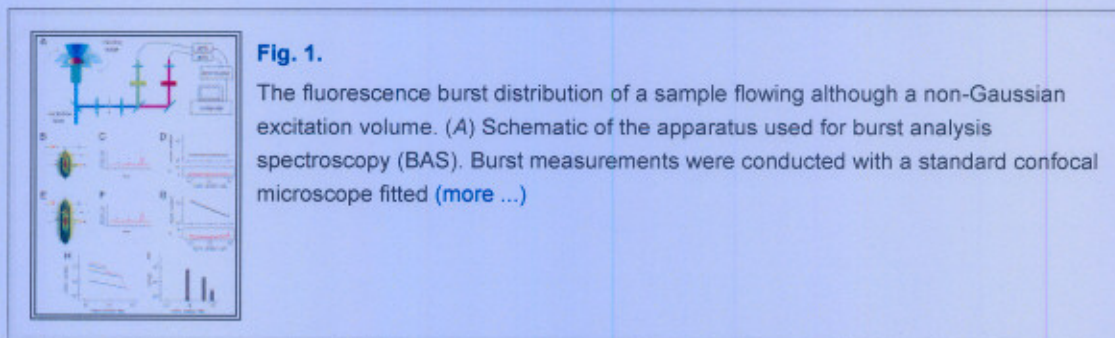 Fig. 1.
The fluorescence burst distribution of a sample flowing although a non-Gaussian
excitation volume. (A) Schematic of the apparatus used for burst analysis
spectroscopy (BAS). Burst measurements were conducted with a standard confocal
microscope fitted (more ...)
A
B
C
D
E
F
G
H